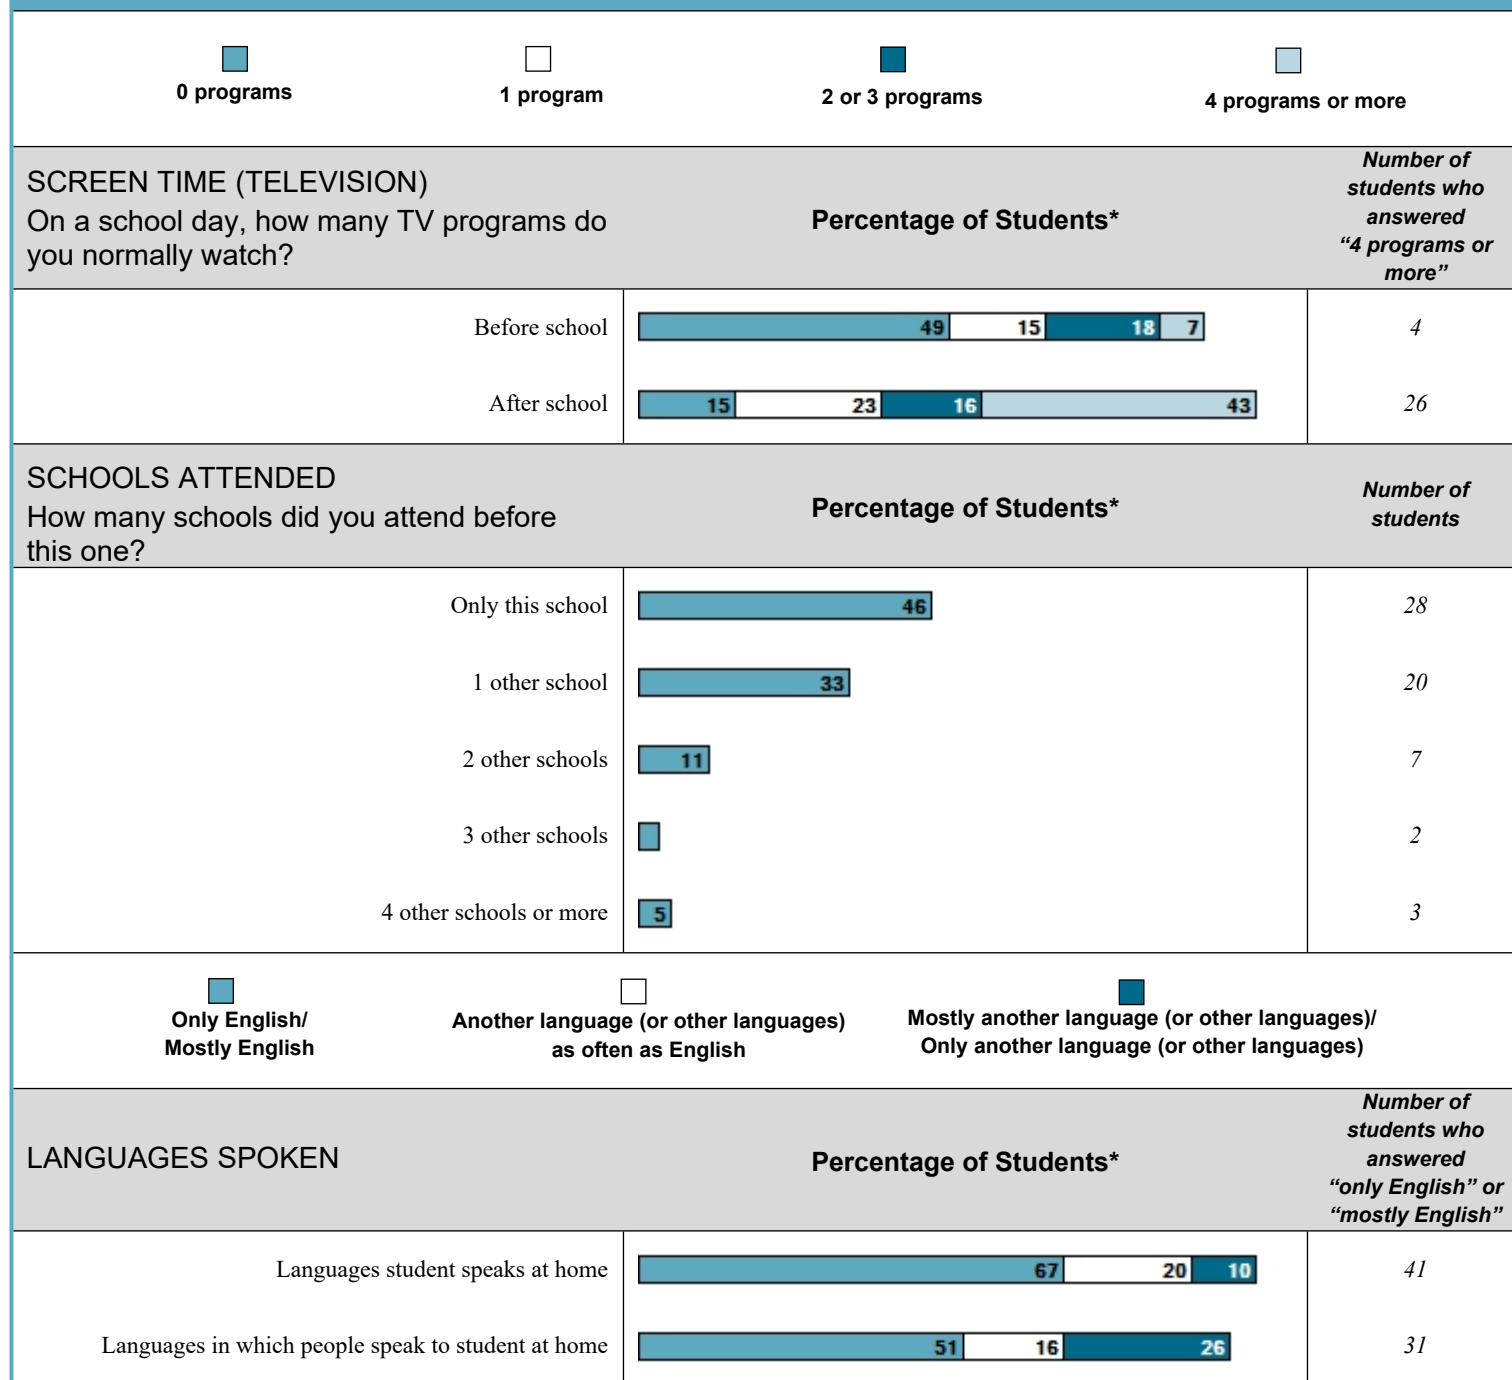 0 programs
1 program
2 or 3 programs
4 programs or more
SCREEN TIME (TELEVISION)
On a school day, how many TV programs do
you normally watch?
Percentage of Students*
Number of
students who
answered
“4 programs or
more”
Before school
49 15 18 7
4
After school
15 23 16 43
26
SCHOOLS ATTENDED
How many schools did you attend before
this one?
Percentage of Students*
Number of
students
Only this school
46
28
1 other school
33
20
2 other schools
11
7
3 other schools
2
4 other schools or more
5
3
Only English/
Mostly English
Another language (or other languages)
as often as English
Mostly another language (or other languages)/
Only another language (or other languages)
LANGUAGES SPOKEN
Percentage of Students*
Number of
students who
answered
“only English” or
“mostly English”
Languages student speaks at home
67 20 10
41
Languages in which people speak to student at home
51 16 26
31